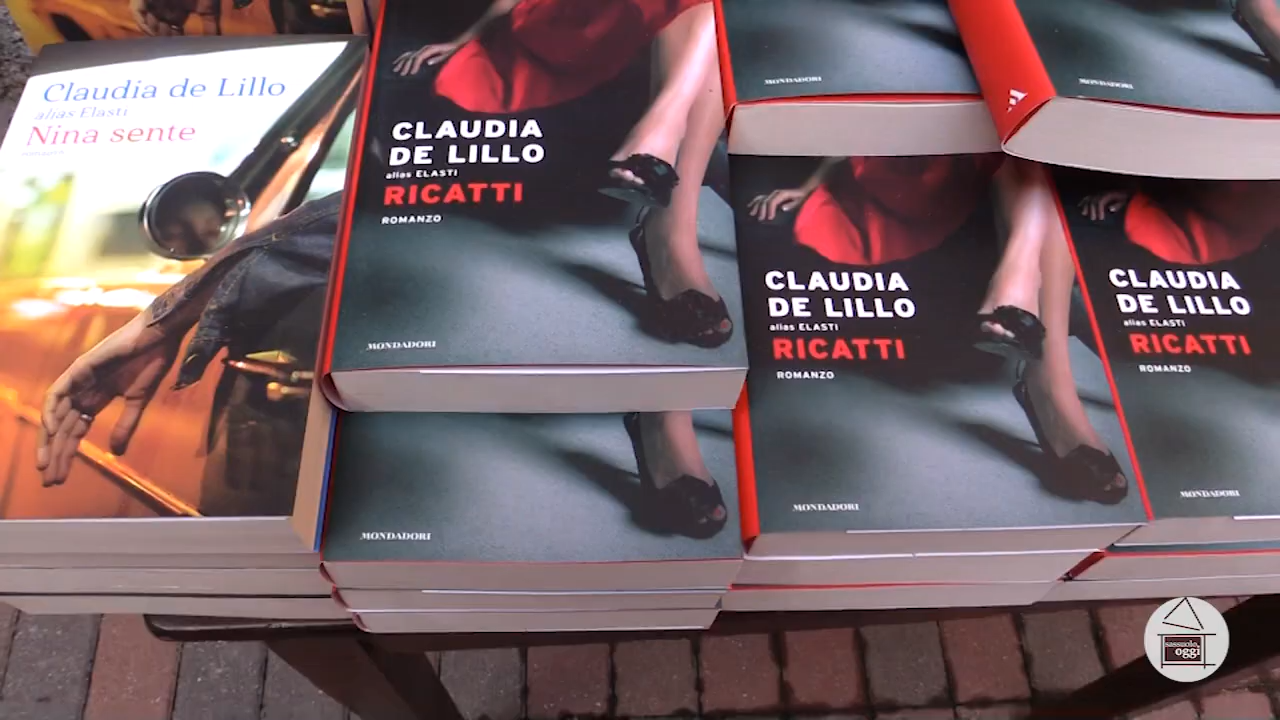 Claudia de Lillo
alias Elasti
Nina sente
romanzo
CLAUDIA
DE LILLO
alias ELASTI
RICATTI
ROMANZO
MONDADORI
MONDADORI
MONDADORI
CLAUDIA
DE LILLO
alias ELASTI
RICATTI
ROMANZO
MONDADORI
MONDADORI
CLAUDIA
DE LILLO
alias ELASTI
RICATTI
ROMANZO
MONDADORI
sassuolo
oggi